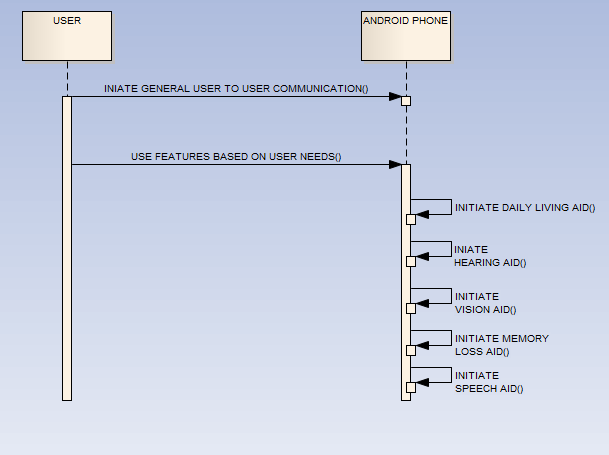 USER
ANDROID PHONE
INIATE GENERAL USER TO USER COMMUNICATION()
USE FEATURES BASED ON USER NEEDS()
INITIATE DAILY LIVING AID()
INIATE
HEARING AID()
INITIATE
VISION AID()
INITIATE MEMORY
LOSS AID()
INITIATE
SPEECH AID()